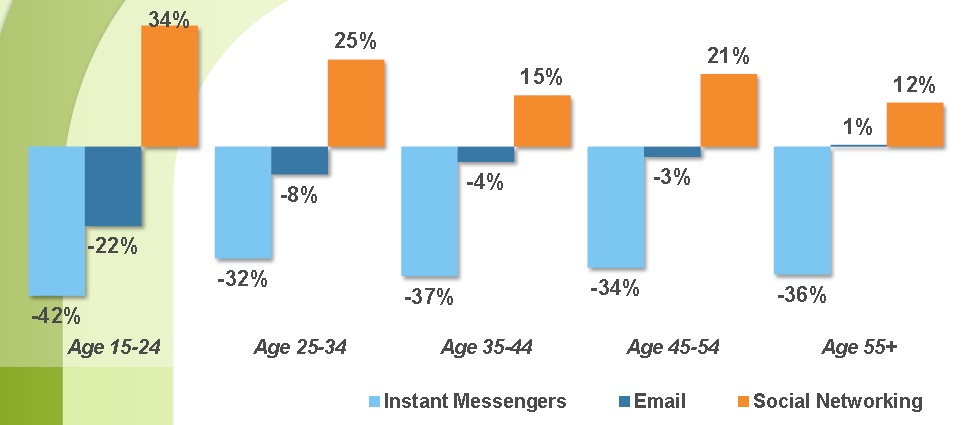 34%
25%
15%
21%
12%
1%
-22%
-8%
-4%
-3%
-42%
-32%
-37%
-34%
-36%
Age 15-24
Age 25-34
Age 35-44
Age 45-54
Age 55+
Instant Messengers
Email
Social Networking